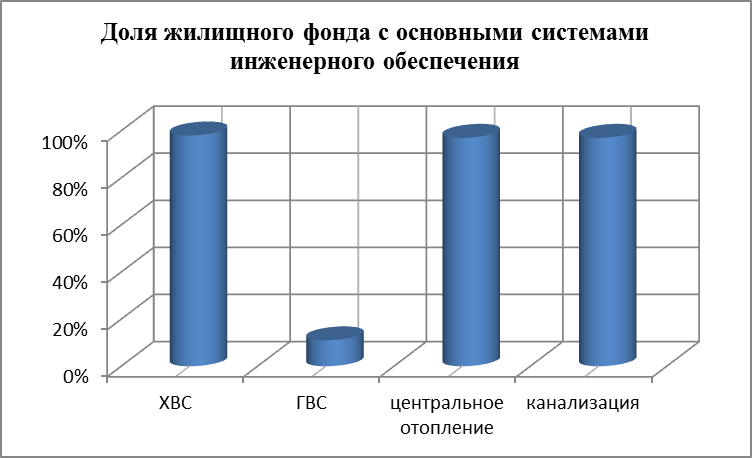 Доля жилищного фонда с основными системами
инженерного обеспечения
100%
80%
60%
40%
20%
0%
ХВС
ГВС
центральное
отопление
канализация